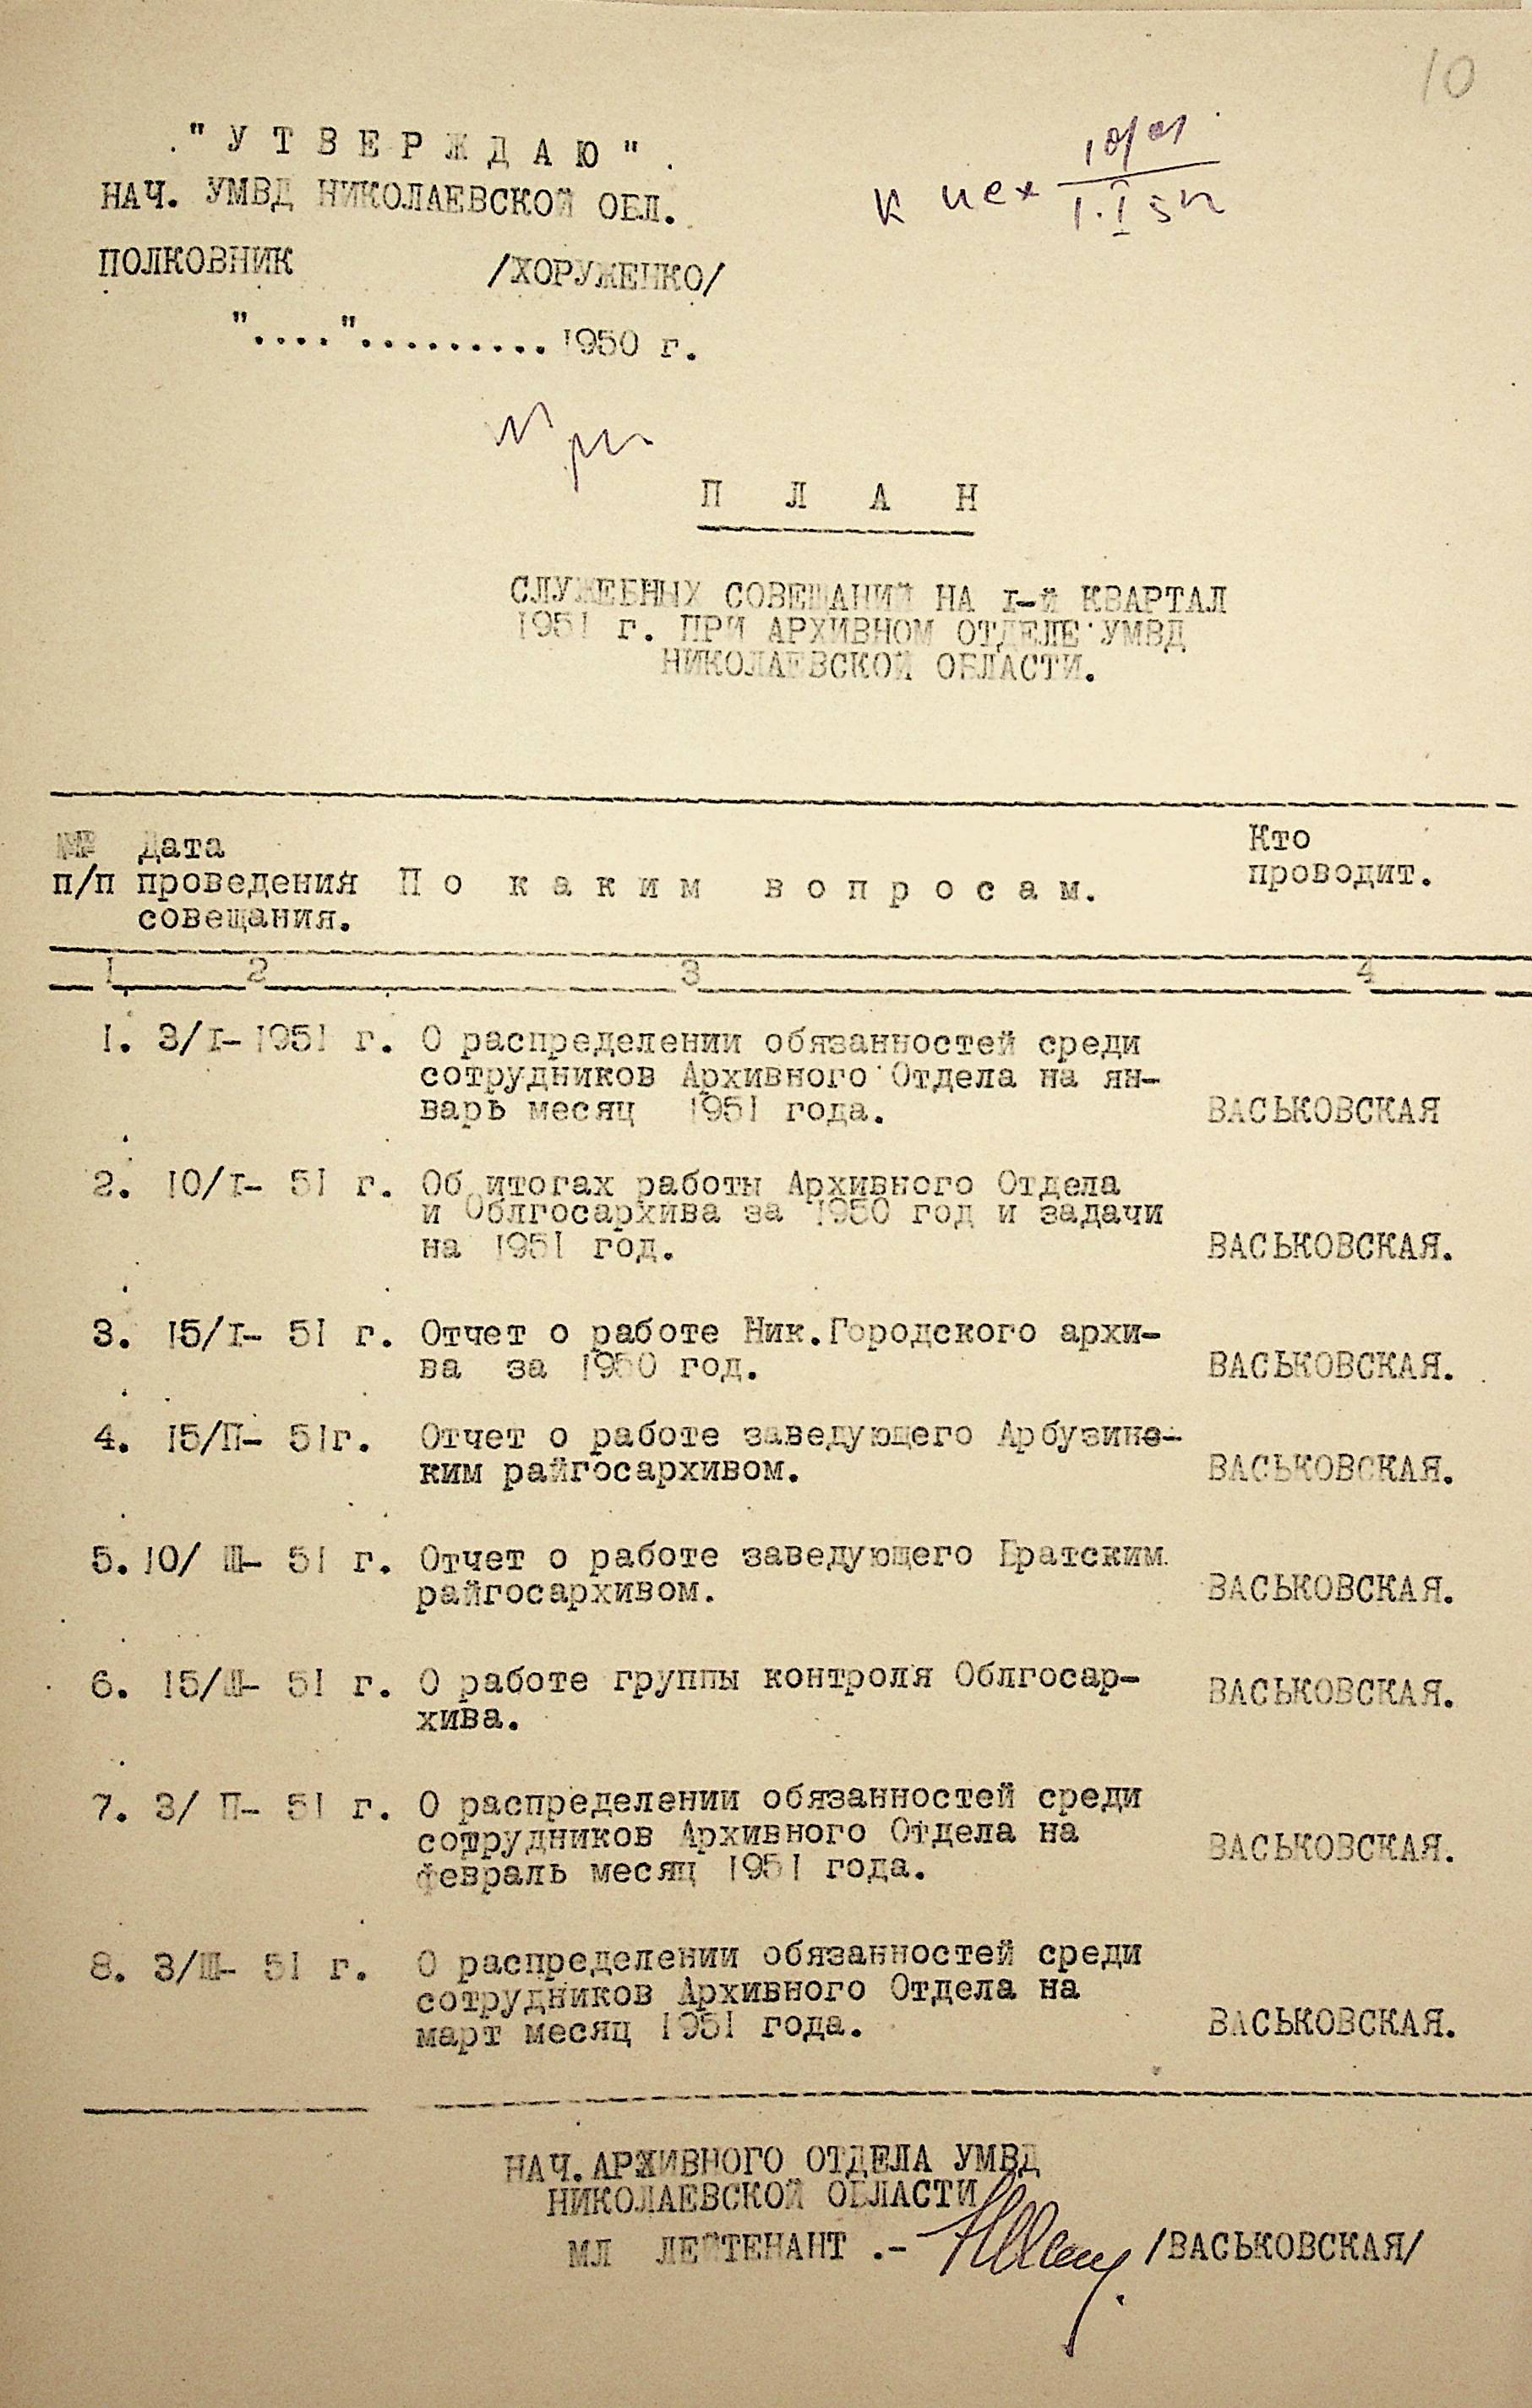 10
"УТВЕРЖДАЮ".
НАЧ. УМВД НИКОЛАЕВСКОЙ ОБЛ.
к исх
ПОЛКОВНИК /ХОРУЖЕНКО/
"...."......... 1950 г.
ПЛАН
СЛУЖЕБНЫХ СОВЕЩАНИЙ НА I-й КВАРТАЛ
1951 г. ПРИ АРХИВНОМ ОТДЕЛЕ УМВД
НИКОЛАЕВСКОЙ ОБЛАСТИ.
№№ Дата Кто
п/п проведения По каким вопросам. проводит.
совещания.
1 2 3 4
1. 3/I- 1951 г. О распределении обязанностей среди
сотрудников Архивного Отдела на ян-
варь месяц 1951 года. ВАСЬКОВСКАЯ
2. 10/I- 51 г. Об итогах работы Архивного Отдела
и Облгосархива за 1950 год и задачи
на 1951 год. ВАСЬКОВСКАЯ.
3. 15/I- 51 г. Отчет о работе Ник.Городского архи-
ва за 1950 год. ВАСЬКОВСКАЯ.
4. 15/П- 51г. Отчет о работе заведующего Арбузинс-
ким райгосархивом. ВАСЬКОВСКАЯ.
5. 10/ Ш- 51 г. Отчет о работе заведующего Братским
райгосархивом. ВАСЬКОВСКАЯ.
6. 15/Ш- 51 г. О работе группы контроля Облгосар- ВАСЬКОВСКАЯ.
хива.
7. 3/ П- 51 г. О распределении обязанностей среди
сотрудников Архивного Отдела на ВАСЬКОВСКАЯ.
февраль месяц 1951 года.
8. 3/Ш- 51 г. О распределении обязанностей среди
сотрудников Архивного Отдела на
март месяц 1951 года. ВАСЬКОВСКАЯ.
НАЧ.АРХИВНОГО ОТДЕЛА УМВД
НИКОЛАЕВСКОЙ ОБЛАСТИ
МЛ ЛЕЙТЕНАНТ .- /ВАСЬКОВСКАЯ/